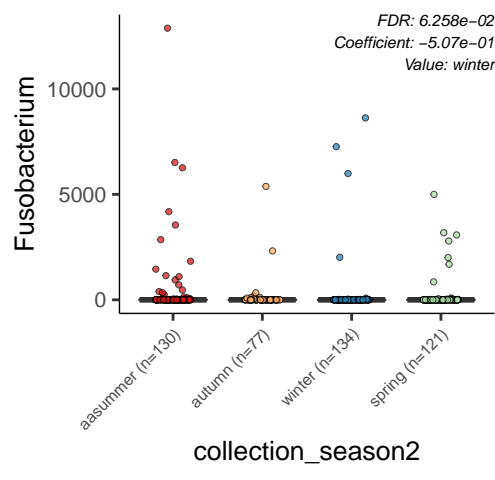 FDR: 6.258e−02
Coefficient: −5.07e−01
Value: winter
Fusobacterium
10000
5000
0
aasummer (n=130)
autumn (n=77)
winter (n=134)
spring (n=121)
collection_season2